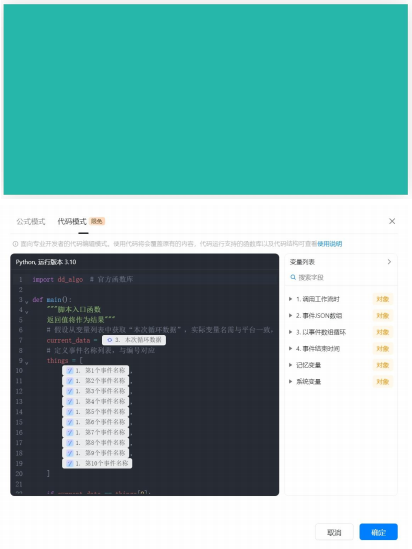 公式模式 代码模式 限免
面向专业开发者的代码编辑模式。使用代码将会覆盖原有的内容，代码运行支持的函数库以及代码结构可查看使用说明
Python, 运行版本 3.10
变量列表
搜索字段
1 import dd_algo # 官方函数库
2
3 def main():
4 """脚本入口函数
5 返回值将作为结果"""
6 # 假设从变量列表中获取“本次循环数据”，实际变量名需与平台一致。
7 current_data = 3. 本次循环数据
8 # 定义事件名称列表，与编号对应
9 things = [
10 1. 第1个事件名称,
11 1. 第2个事件名称,
12 1. 第3个事件名称,
13 1. 第4个事件名称,
14 1. 第5个事件名称,
15 1. 第6个事件名称,
16 1. 第7个事件名称,
17 1. 第8个事件名称,
18 1. 第9个事件名称,
19 1. 第10个事件名称
20 ]
21
22 if current_data == things[0]:
1. 调用工作流时 对象
2. 事件JSON数组 对象
3. 以事件数组循环 对象
4. 事件结束时间 对象
记忆变量 对象
系统变量 对象
取消 确定